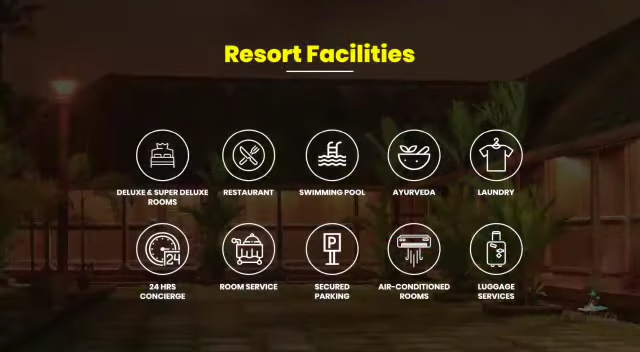 Resort Facilities
DELUXE & SUPER DELUXE
ROOMS
RESTAURANT
SWIMMING POOL
AYURVEDA
LAUNDRY
24
24 HRS
CONCIERGE
ROOM SERVICE
P
SECURED
PARKING
AIR-CONDITIONED
ROOMS
LUGGAGE
SERVICES